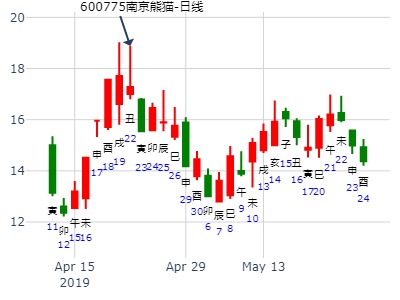 600775南京熊猫-日线
20
18
16
14
12
寅
11
卯
12
午
15
未
16
申
17
酉
18
戌
19
丑
22
寅
23
卯
24
辰
25
巳
26
申
29
酉
30
卯
6
辰
7
巳
8
午
9
未
10
戌
13
亥
14
子
15
丑
16
寅
17
巳
20
午
21
未
22
申
23
酉
24
Apr 15
2019
Apr 29
May 13